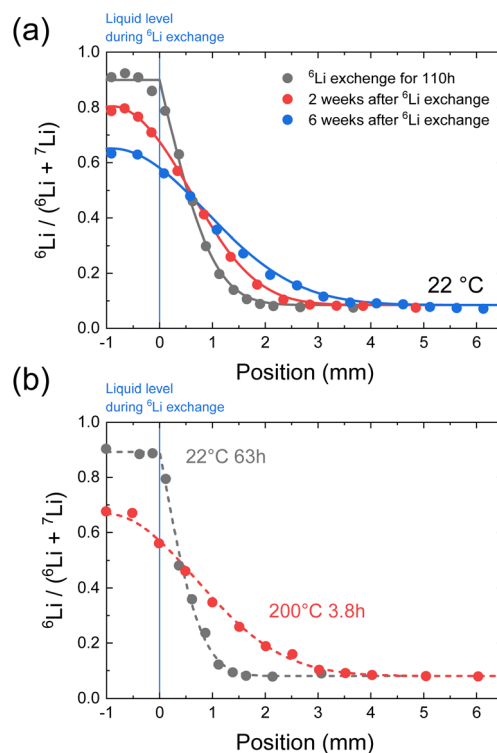 (a)
Liquid level
during ⁶Li exchange
⁶Li exchenge for 110h
2 weeks after ⁶Li exchange
6 weeks after ⁶Li exchange
⁶Li / (⁶Li + ⁷Li)
1.0
0.8
0.6
0.4
0.2
0.0
22 °C
-1 0 1 2 3 4 5 6
Position (mm)
(b)
Liquid level
during ⁶Li exchange
⁶Li / (⁶Li + ⁷Li)
1.0
0.8
0.6
0.4
0.2
0.0
22°C 63h
200°C 3.8h
-1 0 1 2 3 4 5 6
Position (mm)